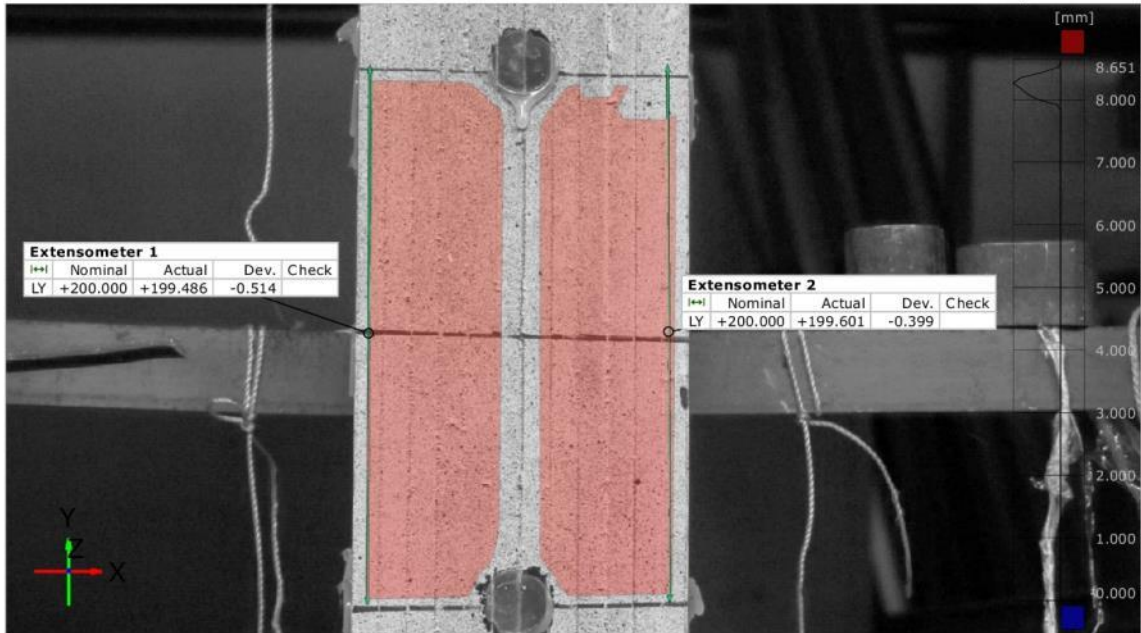 [mm]
8.651
8.000
7.000
6.000
Extensometer 1
Nominal Actual Dev. Check
LY +200.000 +199.486 -0.514
Extensometer 2
Nominal Actual Dev. Check
LY +200.000 +199.601 -0.399
5.000
4.000
3.000
2.000
1.000
0.000
Y
Z
X